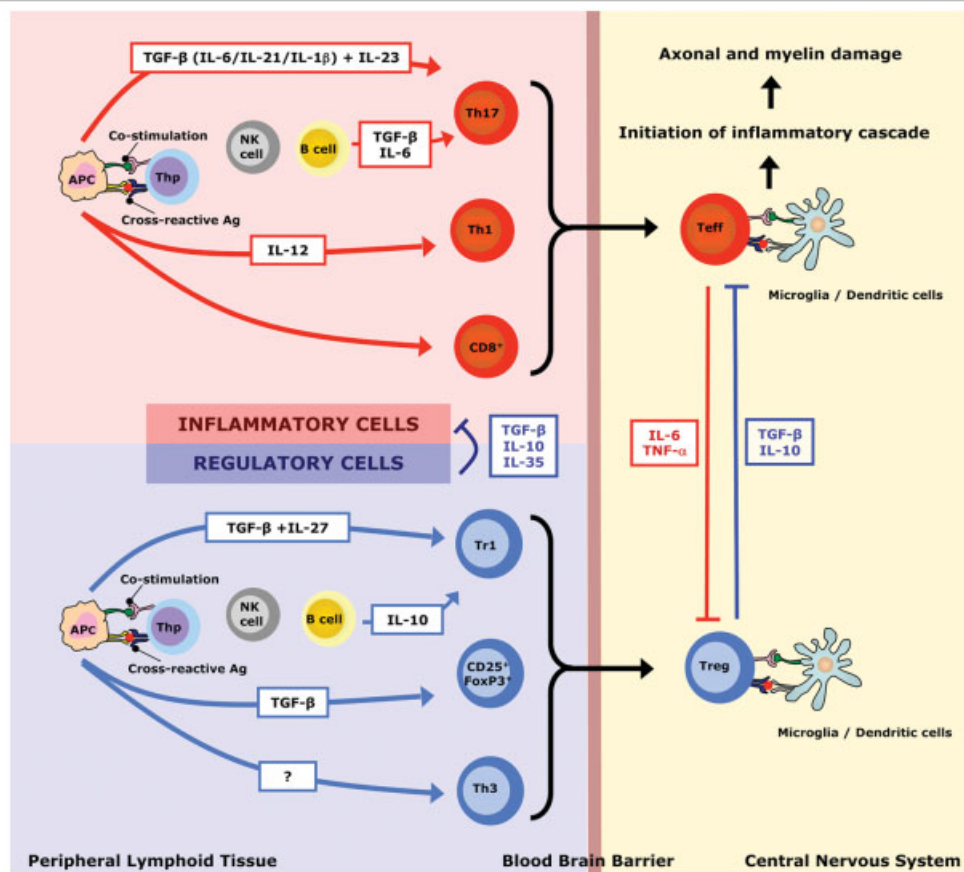 TGF-β (IL-6/IL-21/IL-1β) + IL-23
Co-stimulation
APC
Thp
Cross-reactive Ag
NK
cell
B cell
TGF-β
IL-6
Th17
IL-12
Th1
CD8⁺
Axonal and myelin damage
Initiation of inflammatory cascade
Teff
Microglia / Dendritic cells
INFLAMMATORY CELLS
REGULATORY CELLS
TGF-β
IL-10
IL-35
IL-6
TNF-α
TGF-β
IL-10
TGF-β +IL-27
Co-stimulation
APC
Thp
Cross-reactive Ag
NK
cell
B cell
IL-10
Tr1
TGF-β
CD25⁺
FoxP3⁺
?
Th3
Treg
Microglia / Dendritic cells
Peripheral Lymphoid Tissue
Blood Brain Barrier
Central Nervous System